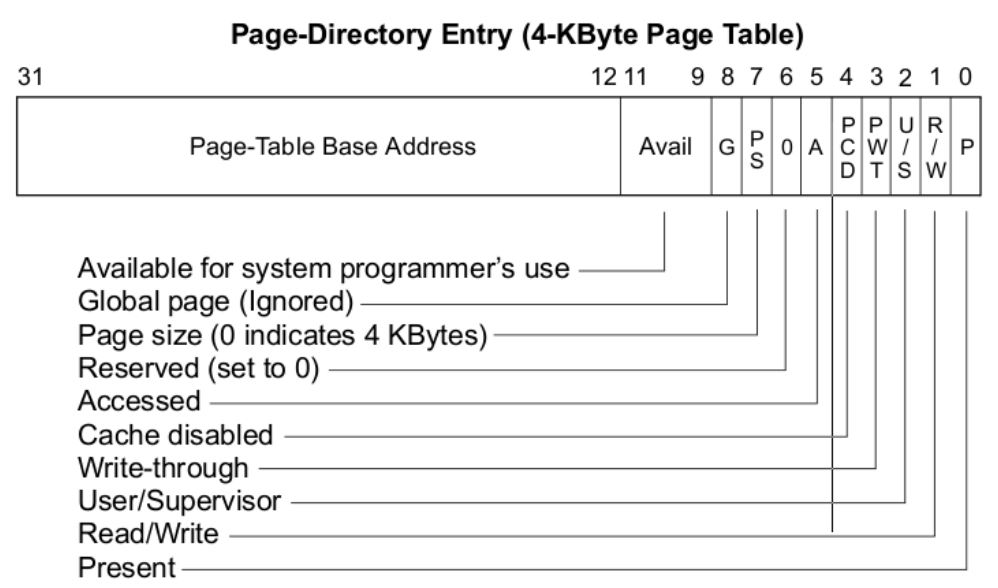 Page-Directory Entry (4-KByte Page Table)
31 12 11 9 8 7 6 5 4 3 2 1 0
Page-Table Base Address Avail G PS 0 A PCD PWT U/S R/W P
Available for system programmer's use
Global page (Ignored)
Page size (0 indicates 4 KBytes)
Reserved (set to 0)
Accessed
Cache disabled
Write-through
User/Supervisor
Read/Write
Present